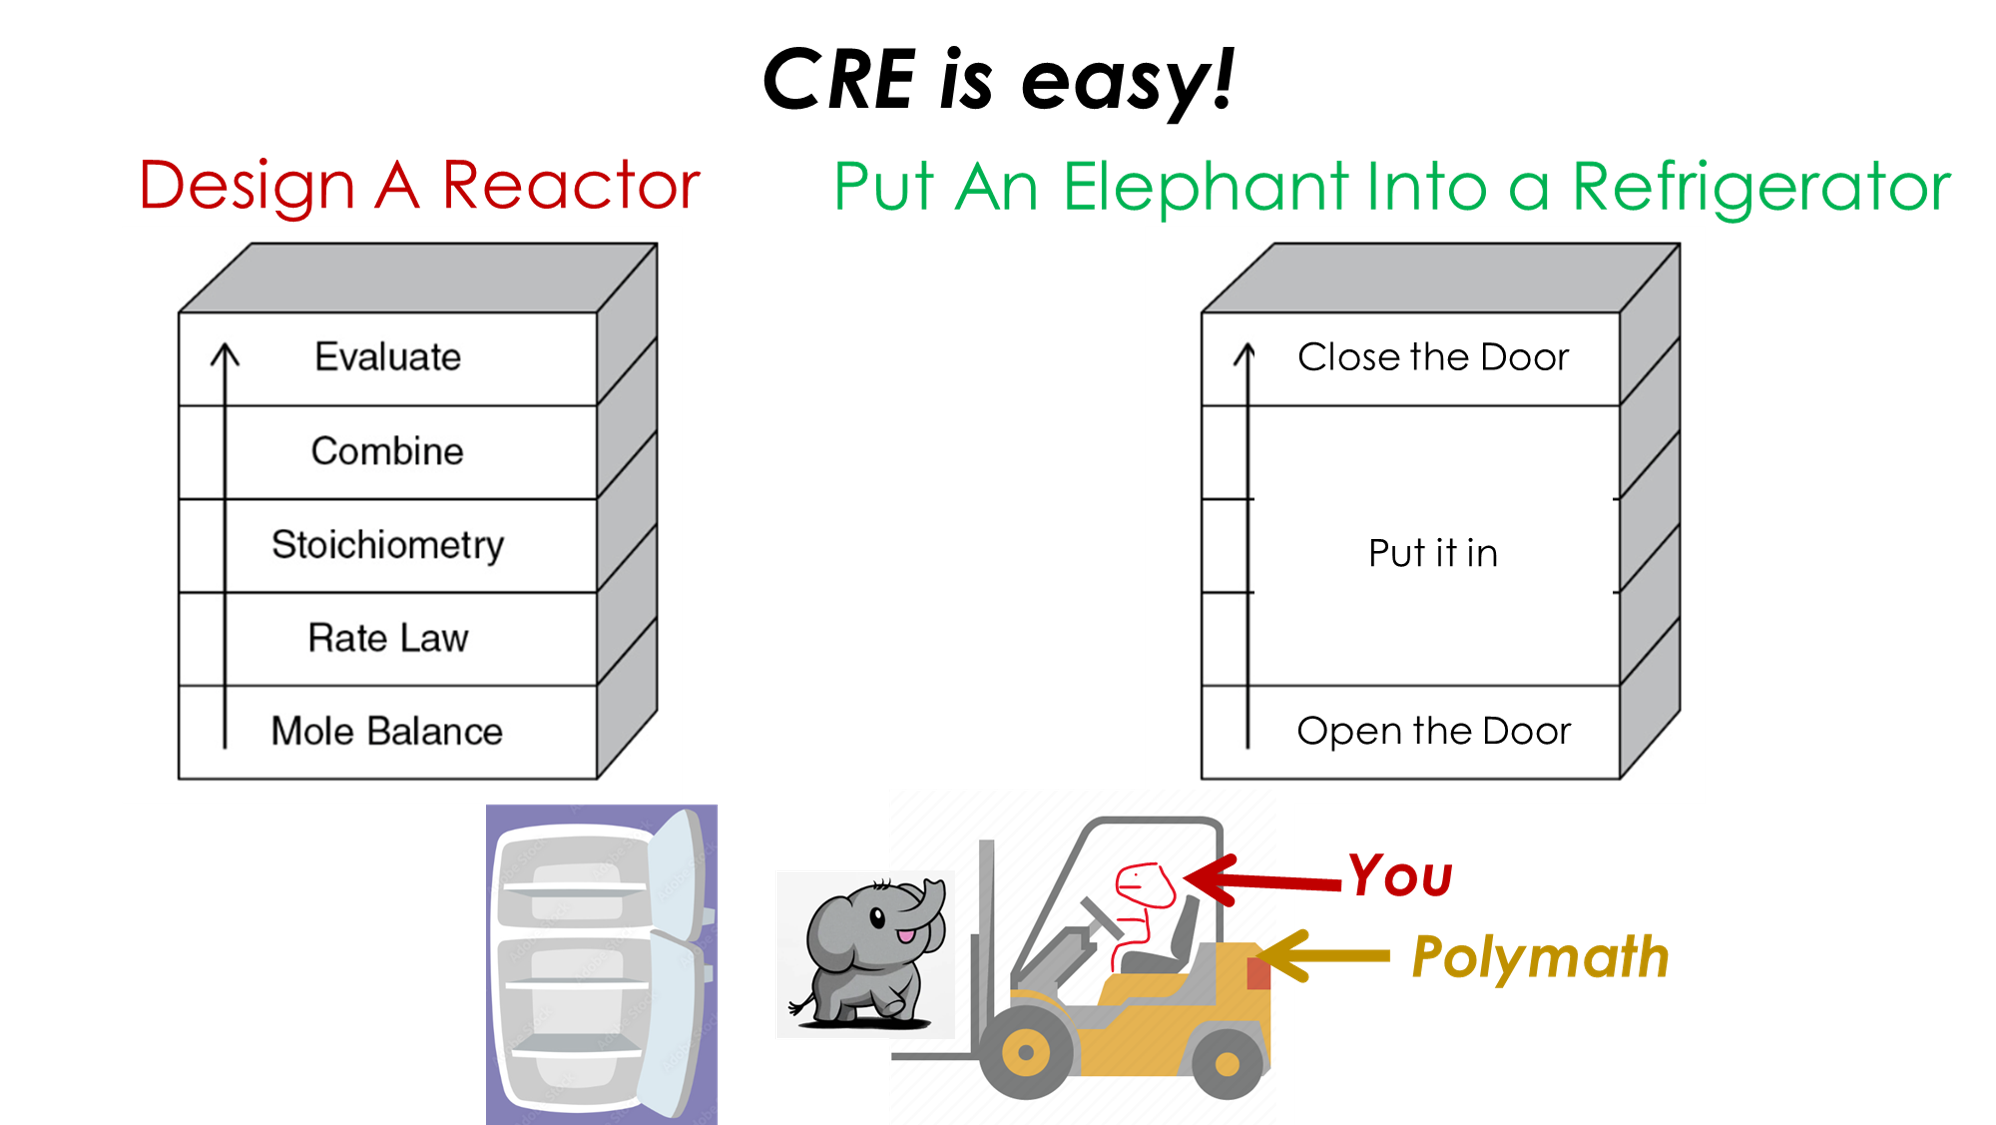 CRE is easy!
Design A Reactor
Put An Elephant Into a Refrigerator
Evaluate
Combine
Stoichiometry
Rate Law
Mole Balance
Close the Door
Put it in
Open the Door
You
Polymath